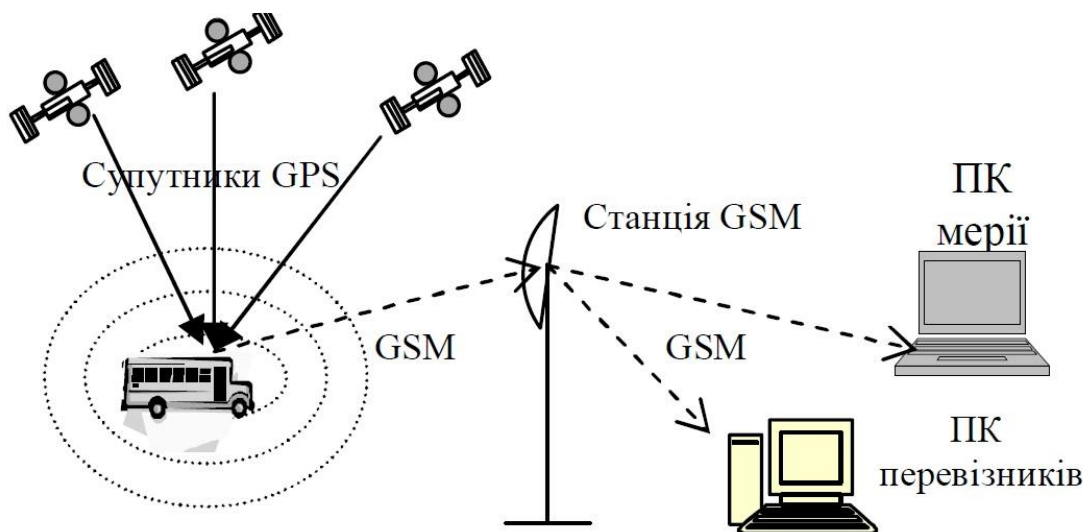 Супутники GPS
Станція GSM
ПК
мерії
GSM
GSM
ПК
перевізників